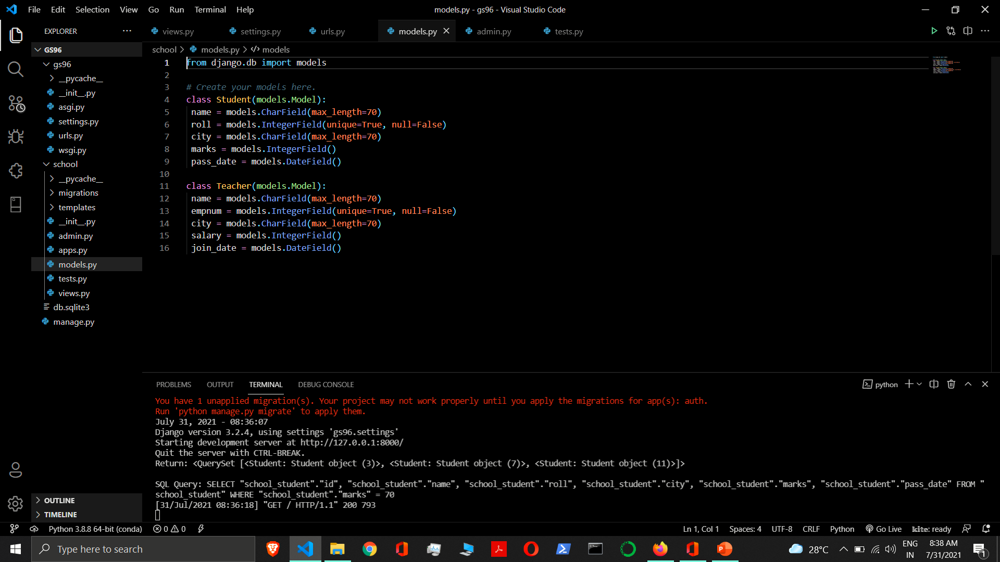 File Edit Selection View Go Run Terminal Help
models.py - gs96 - Visual Studio Code
EXPLORER
views.py settings.py urls.py models.py admin.py tests.py
GS96
gs96
__pycache__
__init__.py
asgi.py
settings.py
urls.py
wsgi.py
school
__pycache__
migrations
templates
__init__.py
admin.py
apps.py
models.py
tests.py
views.py
db.sqlite3
manage.py
OUTLINE
TIMELINE
school > models.py > models
1 from django.db import models
2
3 # Create your models here.
4 class Student(models.Model):
5 name = models.CharField(max_length=70)
6 roll = models.IntegerField(unique=True, null=False)
7 city = models.CharField(max_length=70)
8 marks = models.IntegerField()
9 pass_date = models.DateField()
10
11 class Teacher(models.Model):
12 name = models.CharField(max_length=70)
13 empnum = models.IntegerField(unique=True, null=False)
14 city = models.CharField(max_length=70)
15 salary = models.IntegerField()
16 join_date = models.DateField()
PROBLEMS OUTPUT TERMINAL DEBUG CONSOLE
python
You have 1 unapplied migration(s). Your project may not work properly until you apply the migrations for app(s): auth.
Run 'python manage.py migrate' to apply them.
July 31, 2021 - 08:36:07
Django version 3.2.4, using settings 'gs96.settings'
Starting development server at http://127.0.0.1:8000/
Quit the server with CTRL-BREAK.
Return: <QuerySet [<Student: Student object (3)>, <Student: Student object (7)>, <Student: Student object (11)>]>
SQL Query: SELECT "school_student"."id", "school_student"."name", "school_student"."roll", "school_student"."city", "school_student"."marks", "school_student"."pass_date" FROM "
school_student" WHERE "school_student"."marks" = 70
[31/Jul/2021 08:36:18] "GET / HTTP/1.1" 200 793
Python 3.8.8 64-bit (conda) 0 0
Ln 1, Col 1 Spaces: 4 UTF-8 CRLF Python Go Live kite: ready
Type here to search
28°C
ENG
IN
8:38 AM
7/31/2021
1